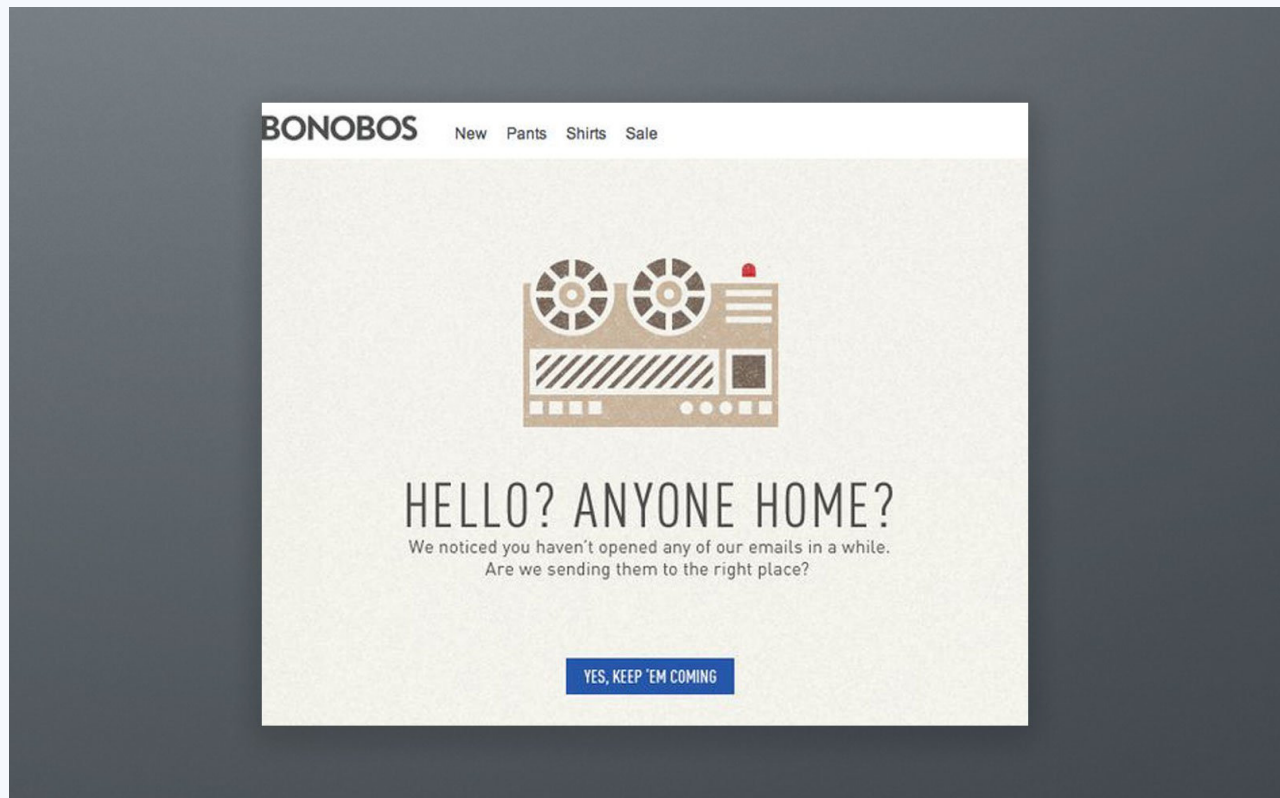 BONOBOS New Pants Shirts Sale
HELLO? ANYONE HOME?
We noticed you haven't opened any of our emails in a while.
Are we sending them to the right place?
YES, KEEP 'EM COMING